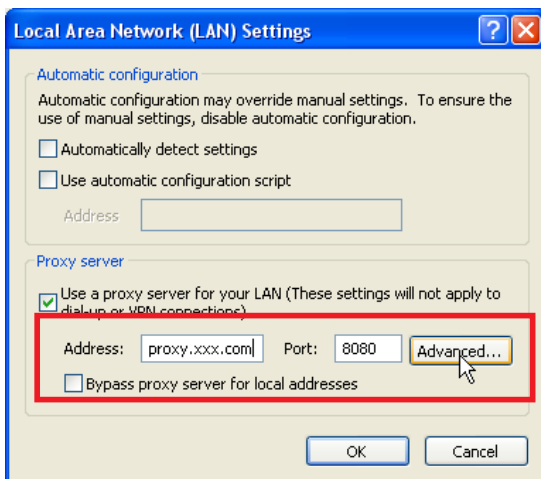 Local Area Network (LAN) Settings
Automatic configuration
Automatic configuration may override manual settings. To ensure the
use of manual settings, disable automatic configuration.
Automatically detect settings
Use automatic configuration script
Address
Proxy server
Use a proxy server for your LAN (These settings will not apply to
dial-up or VPN connections)
Address: proxy.xxx.com Port: 8080 Advanced...
Bypass proxy server for local addresses
OK Cancel